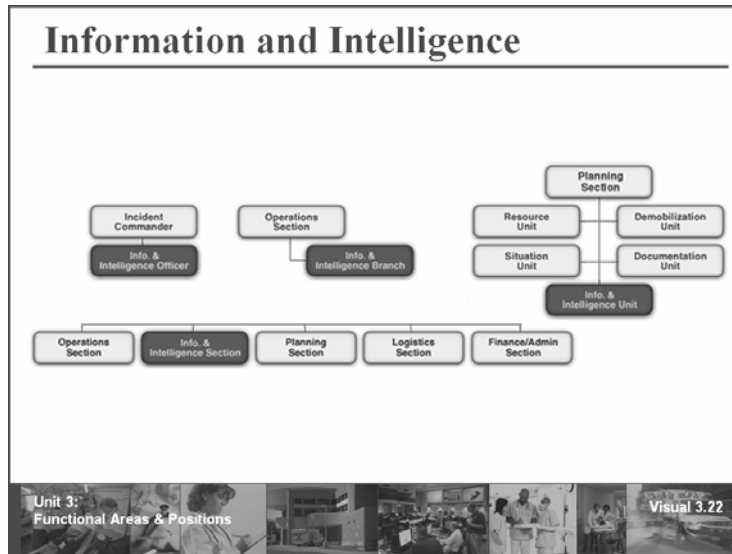 Information and Intelligence
Incident
Commander
Info. &
Intelligence Officer
Operations
Section
Info. &
Intelligence Branch
Planning
Section
Resource
Unit
Demobilization
Unit
Situation
Unit
Documentation
Unit
Info. &
Intelligence Unit
Operations
Section
Info. &
Intelligence Section
Planning
Section
Logistics
Section
Finance/Admin
Section
Unit 3:
Functional Areas & Positions
Visual 3.22